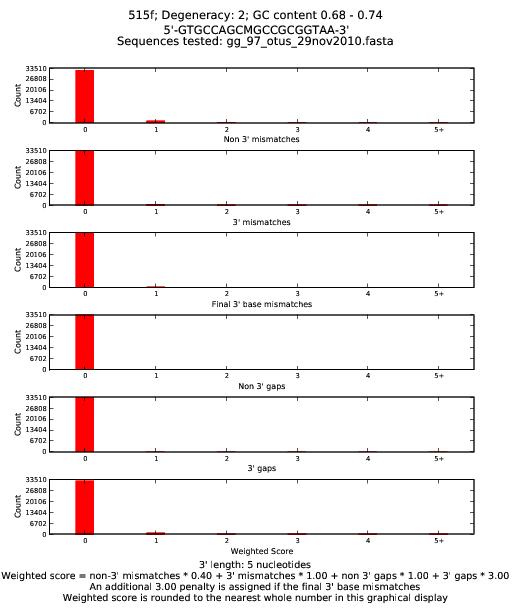 515f; Degeneracy: 2; GC content 0.68 - 0.74
5'-GTGCCAGCMGCCGCGGTAA-3'
Sequences tested: gg_97_otus_29nov2010.fasta
33510
26808
20106
13404
6702
0
Count
0 1 2 3 4 5+
Non 3' mismatches
33510
26808
20106
13404
6702
0
Count
0 1 2 3 4 5+
3' mismatches
33510
26808
20106
13404
6702
0
Count
0 1 2 3 4 5+
Final 3' base mismatches
33510
26808
20106
13404
6702
0
Count
0 1 2 3 4 5+
Non 3' gaps
33510
26808
20106
13404
6702
0
Count
0 1 2 3 4 5+
3' gaps
33510
26808
20106
13404
6702
0
Count
0 1 2 3 4 5+
Weighted Score
3' length: 5 nucleotides
Weighted score = non-3' mismatches * 0.40 + 3' mismatches * 1.00 + non 3' gaps * 1.00 + 3' gaps * 3.00
An additional 3.00 penalty is assigned if the final 3' base mismatches
Weighted score is rounded to the nearest whole number in this graphical display